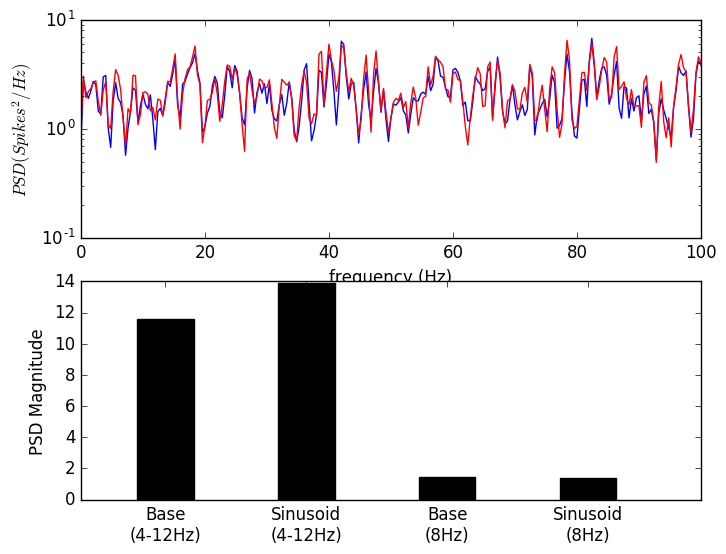 10^1
10^0
10^-1
PSD(Spikes^2/Hz)
0 20 40 60 80 100
frequency (Hz)
14
12
10
8
6
4
2
0
PSD Magnitude
Base Sinusoid Base Sinusoid
(4-12Hz) (4-12Hz) (8Hz) (8Hz)